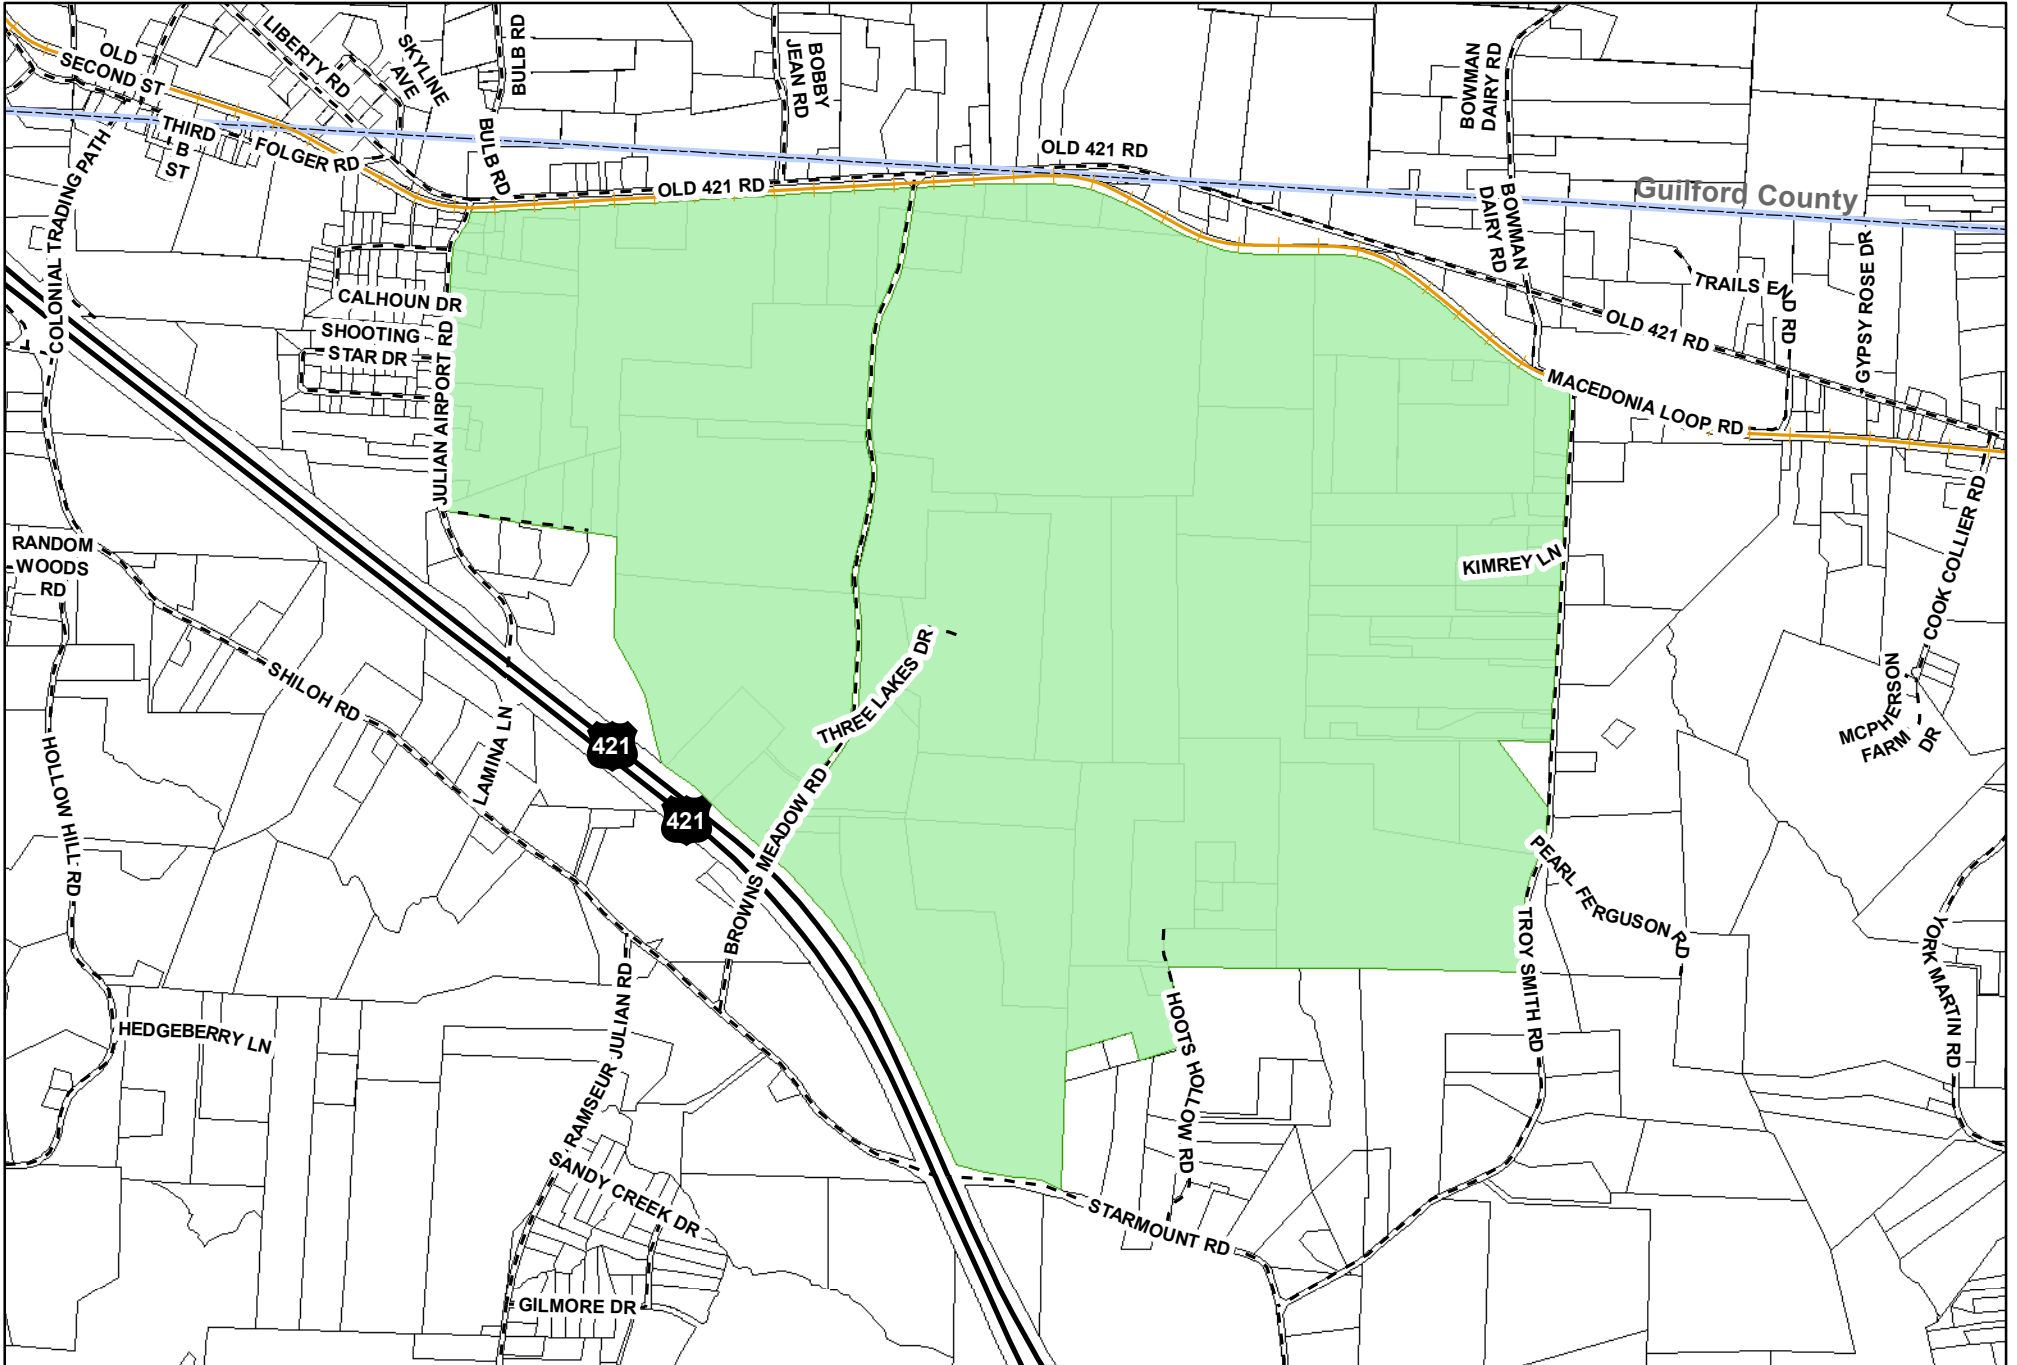 OLD
SECOND ST
LIBERTY RD
SKYLINE
AVE
BULB RD
BOBBY
JEAN RD
BOWMAN
DAIRY RD
THIRD
B
ST
FOLGER RD
BULB RD
OLD 421 RD
OLD 421 RD
BOWMAN
DAIRY RD
Guilford County
COLONIAL TRADING PATH
CALHOUN DR
SHOOTING
STAR DR
JULIAN AIRPORT RD
TRAILS END RD
GYPSY ROSE DR
OLD 421 RD
MACEDONIA LOOP RD
RANDOM
WOODS
RD
KIMREY LN
COOK COLLIER RD
SHILOH RD
THREE LAKES DR
MCPHERSON
FARM
DR
HOLLOW HILL RD
LAMINA LN
421
421
BROWNS MEADOW RD
PEARL FERGUSON RD
TROY SMITH RD
YORK MARTIN RD
HEDGEBERRY LN
RAMSEUR JULIAN RD
HOOTS HOLLOW RD
SANDY CREEK DR
STARMOUNT RD
GILMORE DR